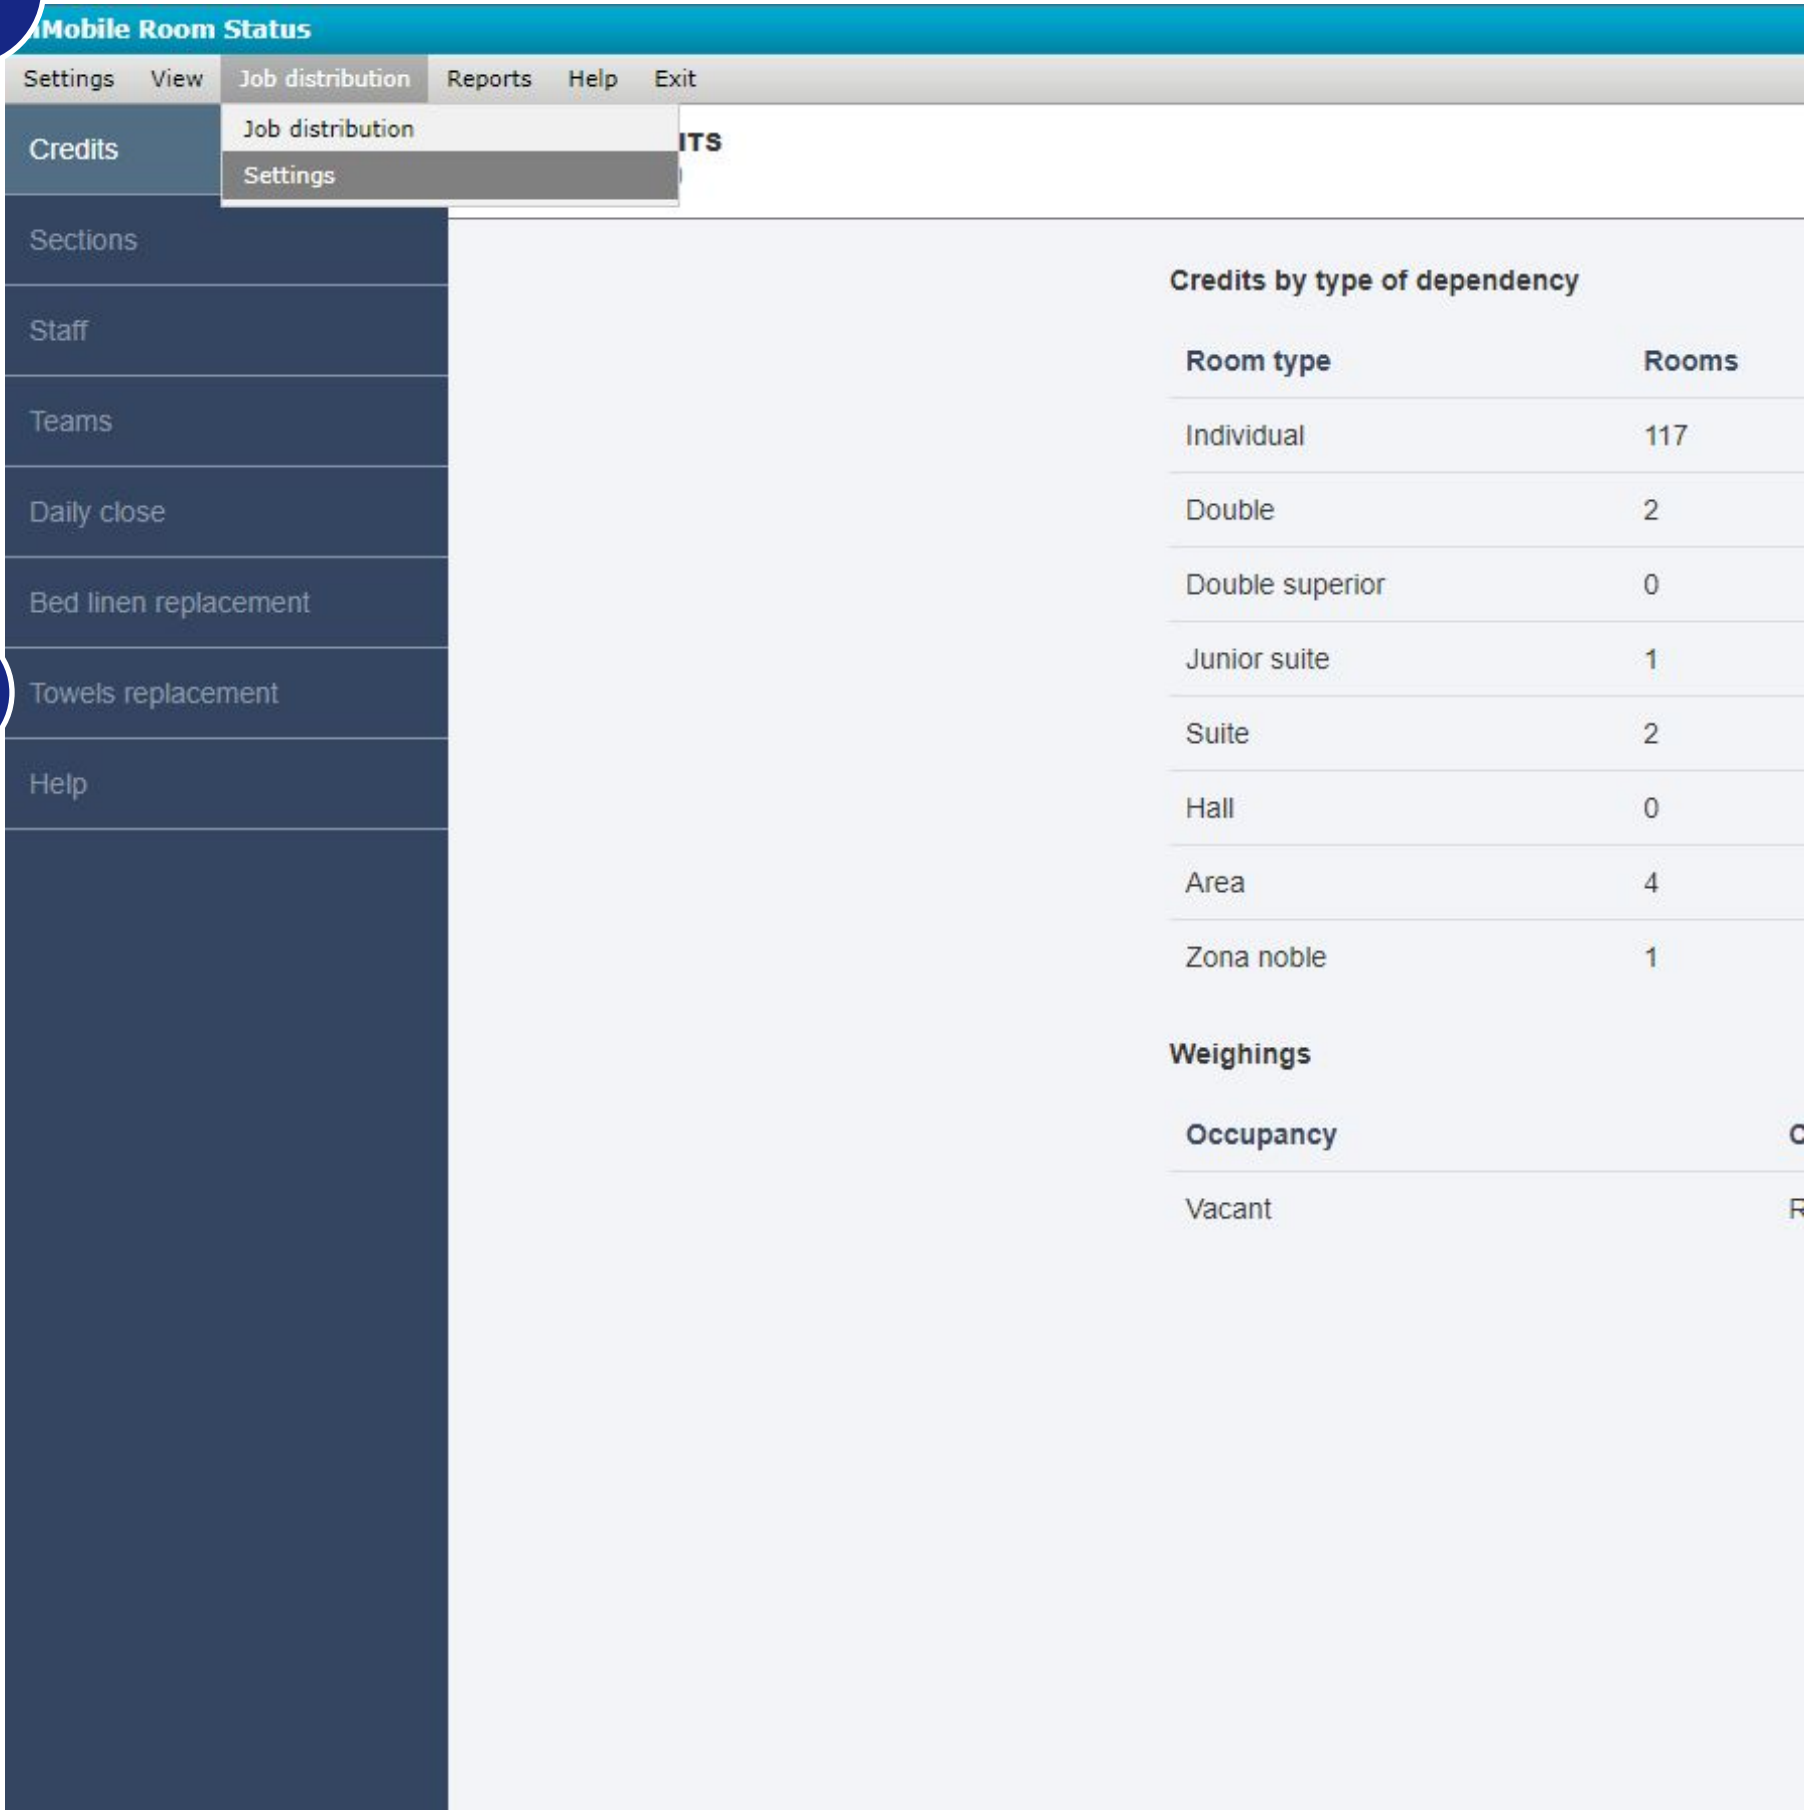 Mobile Room Status
Settings View Job distribution Reports Help Exit
Job distribution
Settings
ITS
Credits
Sections
Staff
Teams
Daily close
Bed linen replacement
Towels replacement
Help
Credits by type of dependency
Room type Rooms
Individual 117
Double 2
Double superior 0
Junior suite 1
Suite 2
Hall 0
Area 4
Zona noble 1
Weighings
Occupancy
Vacant R